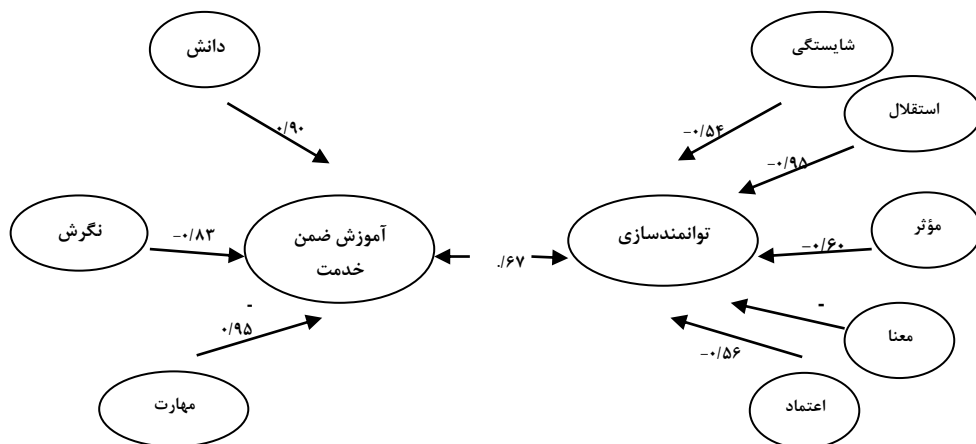 دانش
شایستگی
استقلال
۰/۹۰
-۰/۵۴
-۰/۹۵
نگرش
-۰/۸۳
آموزش ضمن
خدمت
./۶۷
توانمندسازی
-۰/۶۰
مؤثر
-
۰/۹۵
-
معنا
-۰/۵۶
مهارت
اعتماد